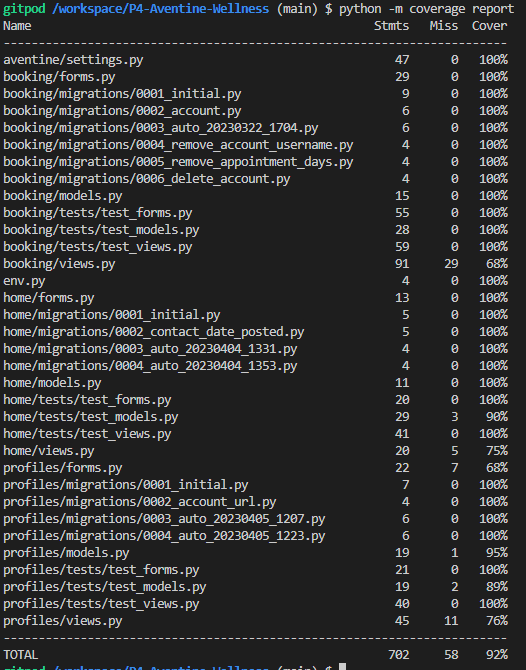 gitpod /workspace/P4-Aventine-Wellness (main) $ python -m coverage report
Name Stmts Miss Cover
---------------------------------------------------------------------
aventine/settings.py 47 0 100%
booking/forms.py 29 0 100%
booking/migrations/0001_initial.py 9 0 100%
booking/migrations/0002_account.py 6 0 100%
booking/migrations/0003_auto_20230322_1704.py 6 0 100%
booking/migrations/0004_remove_account_username.py 4 0 100%
booking/migrations/0005_remove_appointment_days.py 4 0 100%
booking/migrations/0006_delete_account.py 4 0 100%
booking/models.py 15 0 100%
booking/tests/test_forms.py 55 0 100%
booking/tests/test_models.py 28 0 100%
booking/tests/test_views.py 59 0 100%
booking/views.py 91 29 68%
env.py 4 0 100%
home/forms.py 13 0 100%
home/migrations/0001_initial.py 5 0 100%
home/migrations/0002_contact_date_posted.py 5 0 100%
home/migrations/0003_auto_20230404_1331.py 4 0 100%
home/migrations/0004_auto_20230404_1353.py 4 0 100%
home/models.py 11 0 100%
home/tests/test_forms.py 20 0 100%
home/tests/test_models.py 29 3 90%
home/tests/test_views.py 41 0 100%
home/views.py 20 5 75%
profiles/forms.py 22 7 68%
profiles/migrations/0001_initial.py 7 0 100%
profiles/migrations/0002_account_url.py 4 0 100%
profiles/migrations/0003_auto_20230405_1207.py 6 0 100%
profiles/migrations/0004_auto_20230405_1223.py 6 0 100%
profiles/models.py 19 1 95%
profiles/tests/test_forms.py 21 0 100%
profiles/tests/test_models.py 19 2 89%
profiles/tests/test_views.py 40 0 100%
profiles/views.py 45 11 76%
---------------------------------------------------------------------
TOTAL 702 58 92%
gitpod /workspace/P4-Aventine-Wellness (main) $